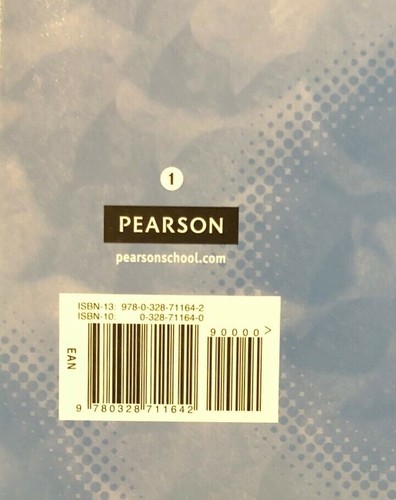 1
PEARSON
pearsonschool.com
ISBN-13: 978-0-328-71164-2
ISBN-10: 0-328-71164-0
90000>
EAN
9 780328 711642